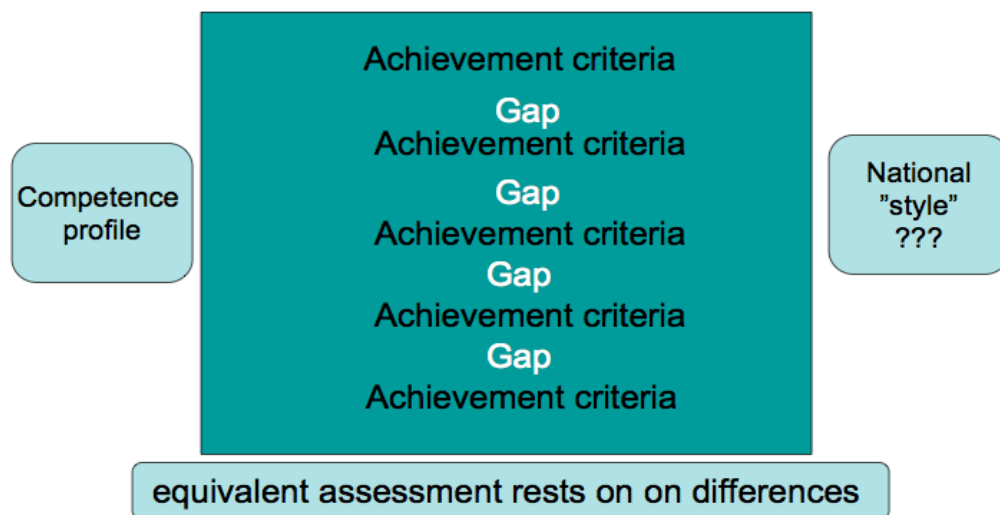 Achievement criteria
Gap
Achievement criteria
Gap
Achievement criteria
Gap
Achievement criteria
Gap
Achievement criteria
Competence
profile
National
”style”
???
equivalent assessment rests on on differences